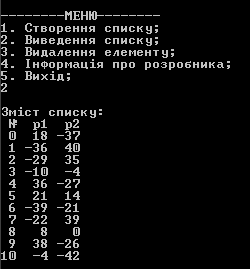 --------МЕНЮ--------
1. Створення списку;
2. Виведення списку;
3. Видалення елементу;
4. Інформація про розробника;
5. Вихід;
2
Зміст списку:
№ p1 p2
0 18 -37
1 -36 40
2 -29 35
3 -10 -4
4 36 -27
5 21 14
6 -39 -21
7 -22 39
8 8 0
9 38 -26
10 -4 -42